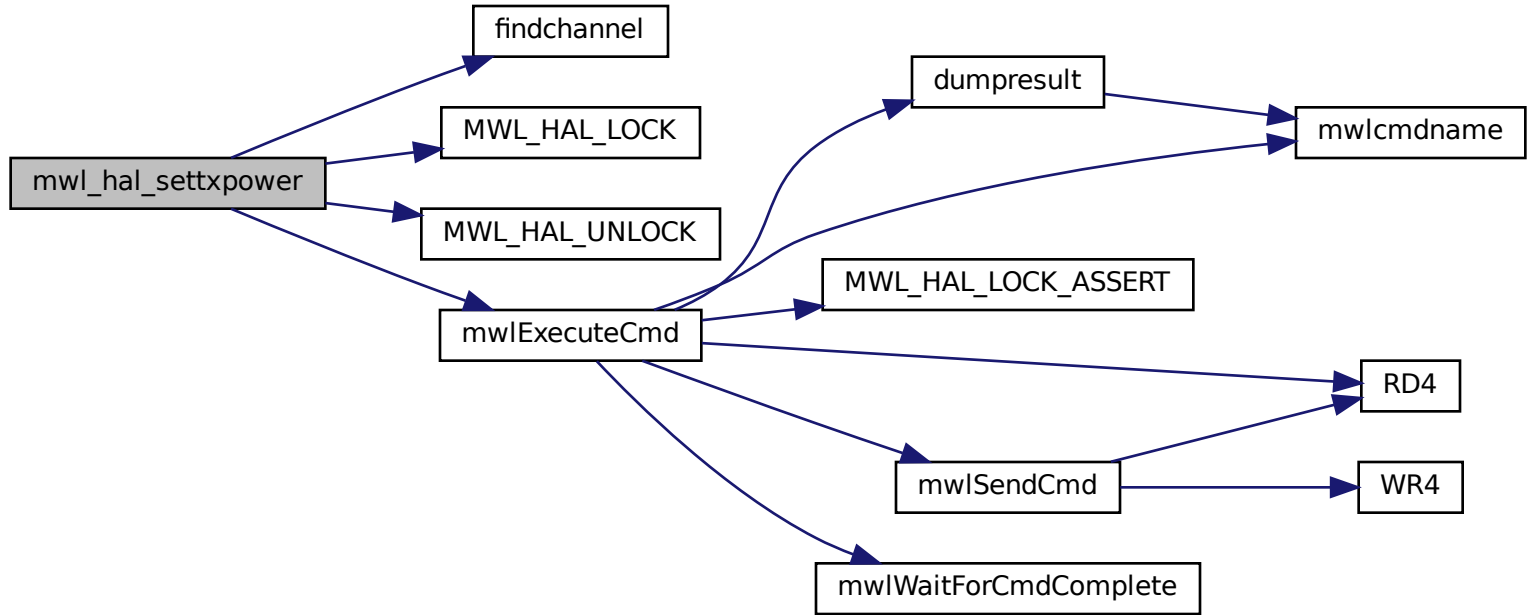 findchannel
dumpresult
MWL_HAL_LOCK
mwlcmdname
mwl_hal_settxpower
MWL_HAL_UNLOCK
MWL_HAL_LOCK_ASSERT
mwlExecuteCmd
RD4
mwlSendCmd
WR4
mwlWaitForCmdComplete